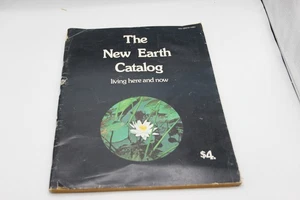 The
New Earth
Catalog
living here and now
$4.